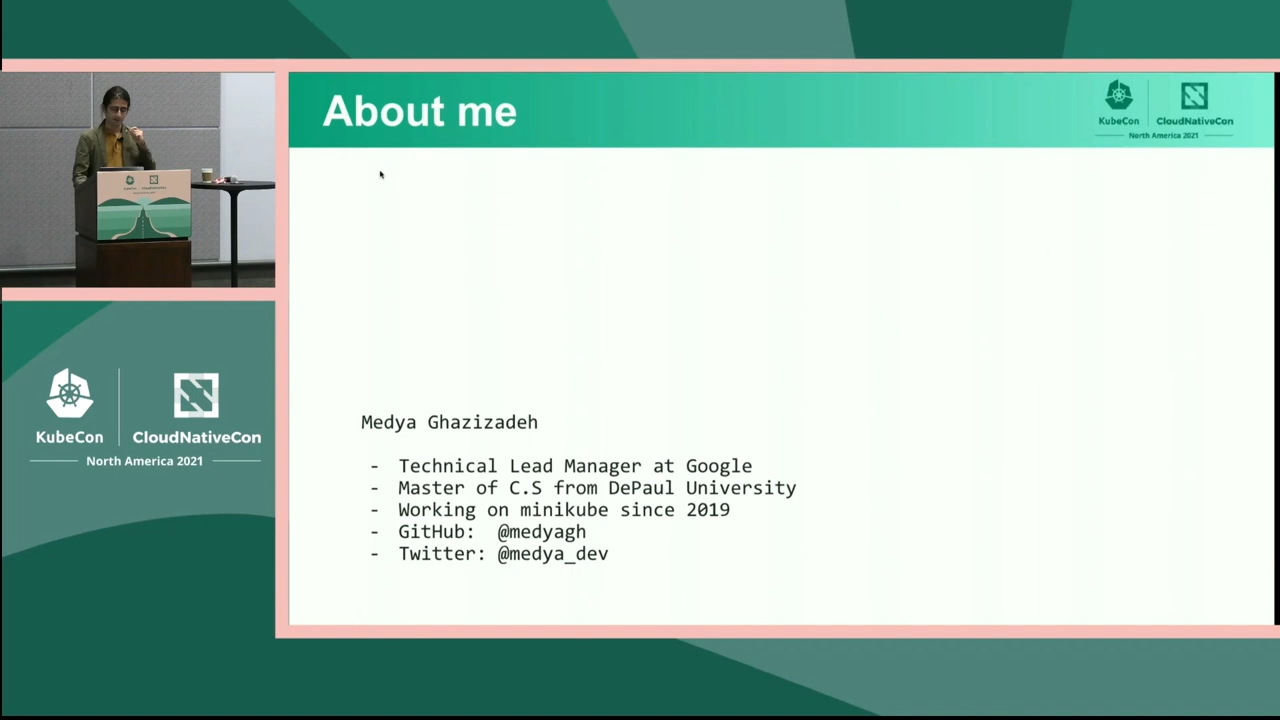 About me
KubeCon
CloudNativeCon
North America 2021
Medya Ghazizadeh
- Technical Lead Manager at Google
- Master of C.S from DePaul University
- Working on minikube since 2019
- GitHub: @medyagh
- Twitter: @medya_dev
KubeCon
CloudNativeCon
North America 2021